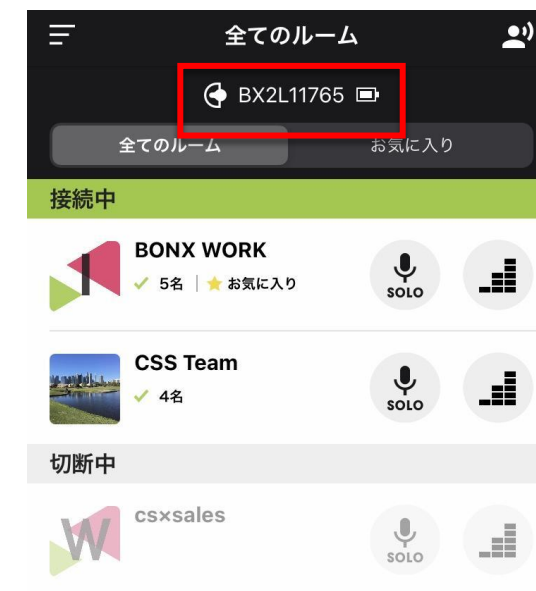 全てのルーム
BX2L11765
全てのルーム お気に入り
接続中
BONX WORK
5名 お気に入り
SOLO
CSS Team
4名
SOLO
切断中
W
cs×sales
SOLO